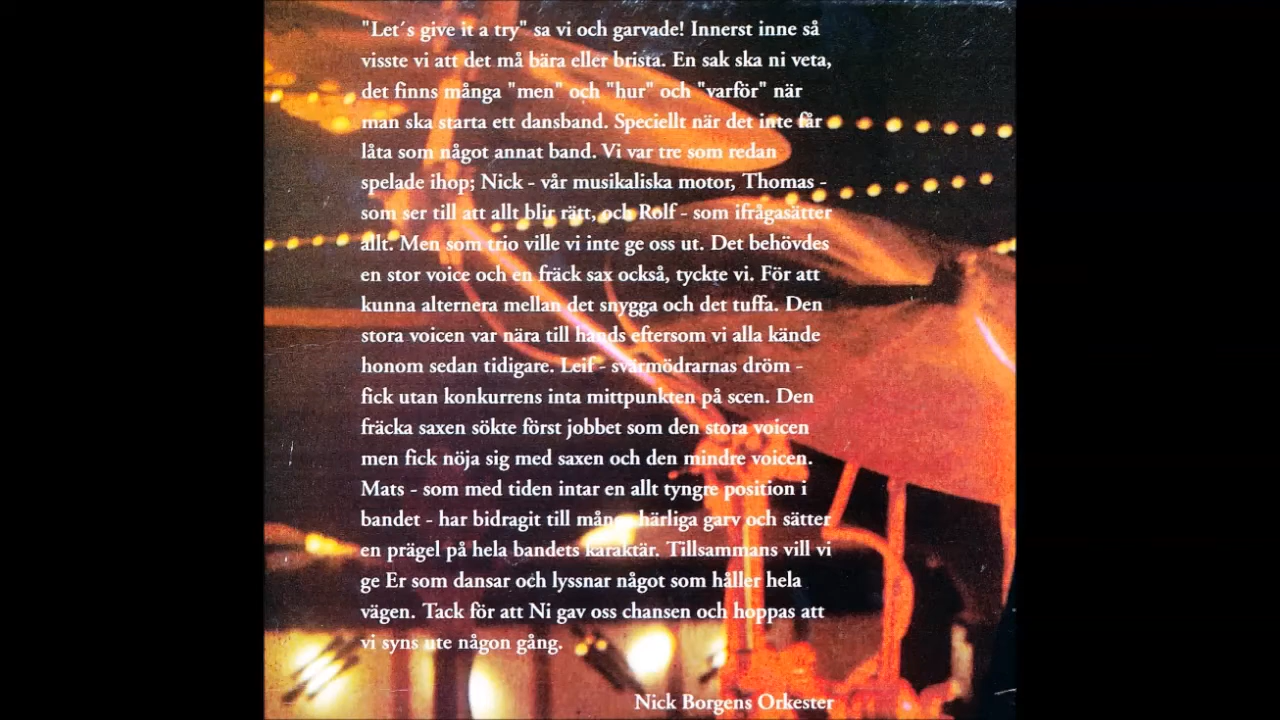 "Let´s give it a try" sa vi och garvade! Innerst inne så
visste vi att det må bära eller brista. En sak ska ni veta,
det finns många "men" och "hur" och "varför" när
man ska starta ett dansband. Speciellt när det inte får
låta som något annat band. Vi var tre som redan
spelade ihop; Nick - vår musikaliska motor, Thomas -
som ser till att allt blir rätt, och Rolf - som ifrågasätter
allt. Men som trio ville vi inte ge oss ut. Det behövdes
en stor voice och en fräck sax också, tyckte vi. För att
kunna alternera mellan det snygga och det tuffa. Den
stora voicen var nära till hands eftersom vi alla kände
honom sedan tidigare. Leif - svärmödrarnas dröm -
fick utan konkurrens inta mittpunkten på scen. Den
fräcka saxen sökte först jobbet som den stora voicen
men fick nöja sig med saxen och den mindre voicen.
Mats - som med tiden intar en allt tyngre position i
bandet - har bidragit till många härliga garv och sätter
en prägel på hela bandets karaktär. Tillsammans vill vi
ge Er som dansar och lyssnar något som håller hela
vägen. Tack för att Ni gav oss chansen och hoppas att
vi syns ute någon gång.
Nick Borgens Orkester